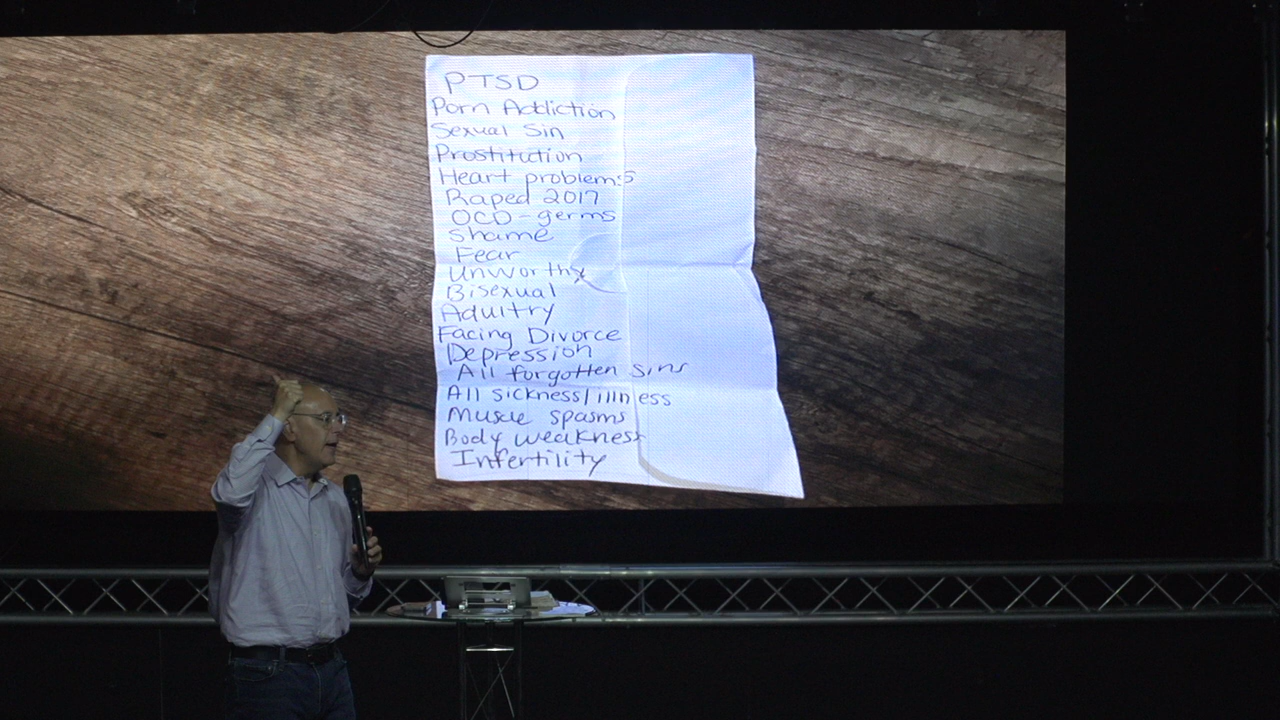 PTSD
Porn Addiction
Sexual Sin
Prostitution
Heart problems
Raped 2017
OCD - germs
Shame
Fear
Unworthy
Bisexual
Adultry
Facing Divorce
Depression
All forgotten sins
All sickness/illness
Muscle spasms
Body weakness
Infertility